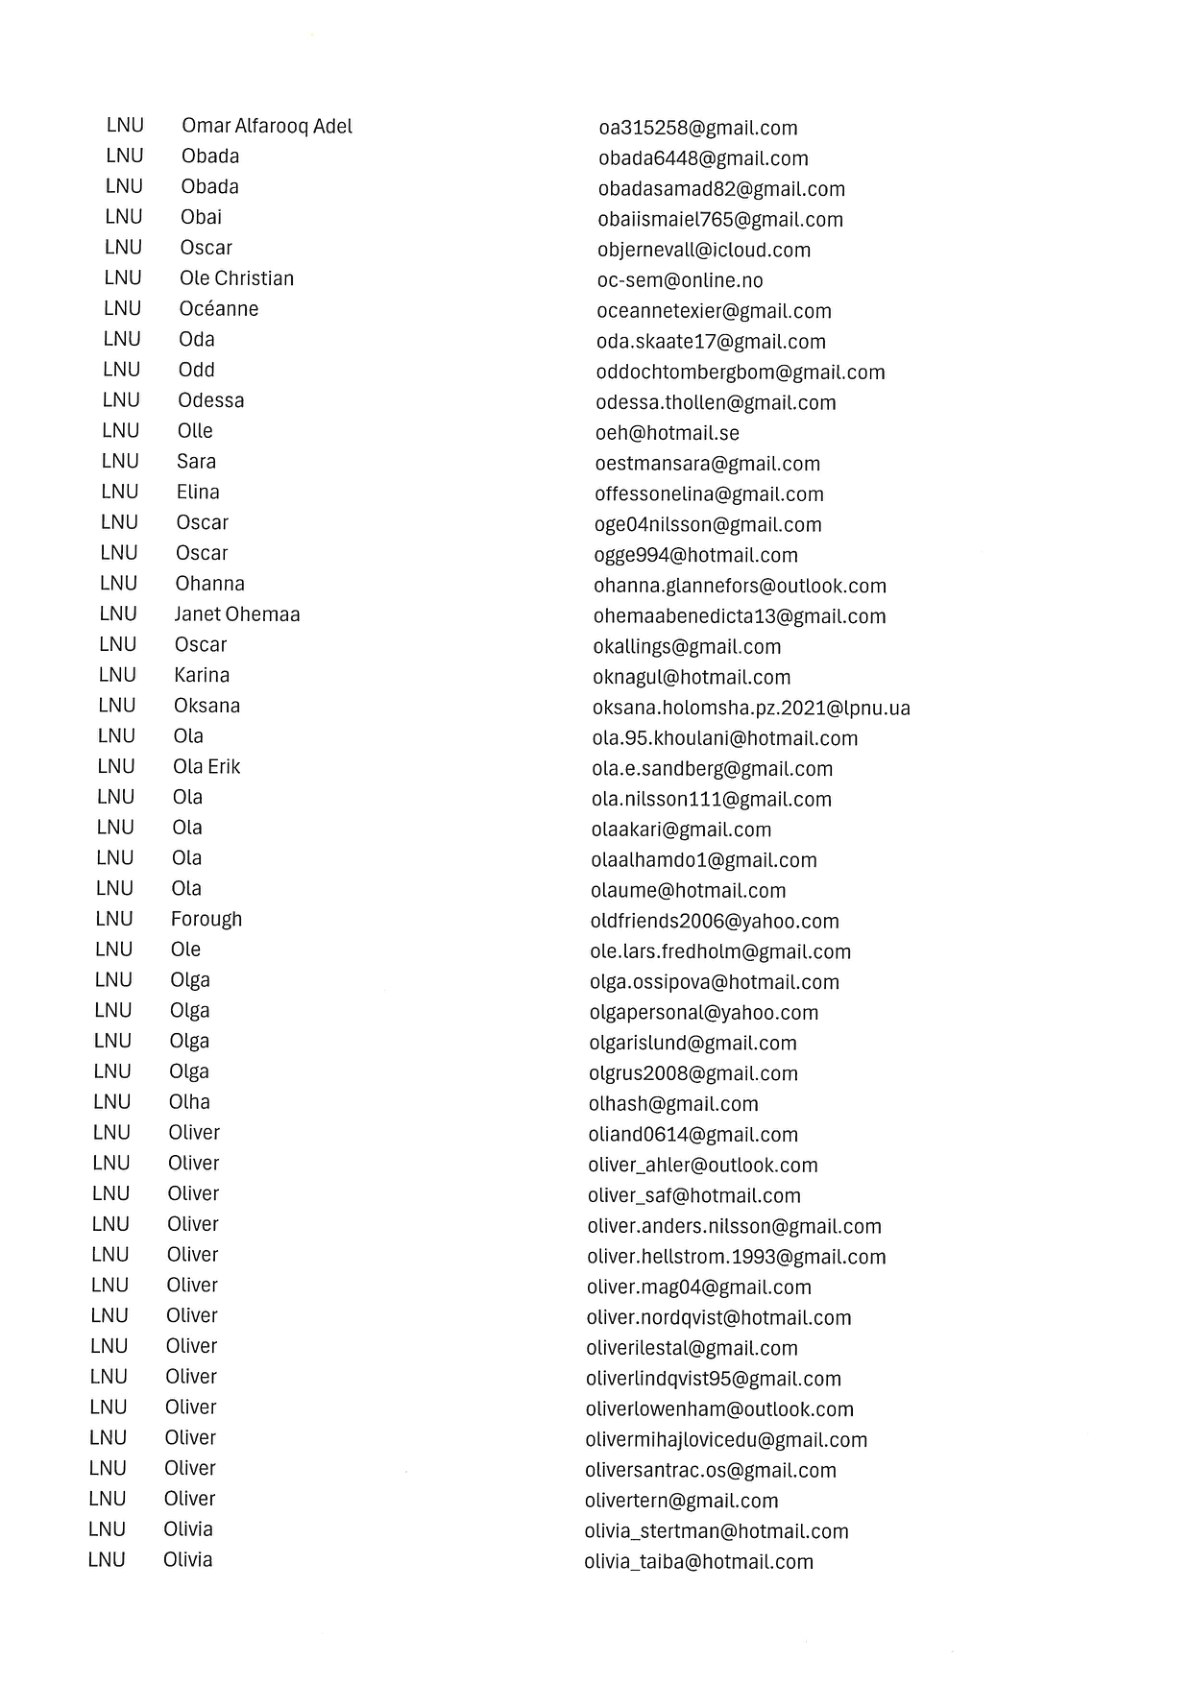 LNU Omar Alfarooq Adel oa315258@gmail.com
LNU Obada obada6448@gmail.com
LNU Obada obadasamad82@gmail.com
LNU Obai obaiismaiel765@gmail.com
LNU Oscar objernevall@icloud.com
LNU Ole Christian oc-sem@online.no
LNU Océanne oceannetexier@gmail.com
LNU Oda oda.skaate17@gmail.com
LNU Odd oddochtombergbom@gmail.com
LNU Odessa odessa.thollen@gmail.com
LNU Olle oeh@hotmail.se
LNU Sara oestmansara@gmail.com
LNU Elina offessonelina@gmail.com
LNU Oscar oge04nilsson@gmail.com
LNU Oscar ogge994@hotmail.com
LNU Ohanna ohanna.glannefors@outlook.com
LNU Janet Ohemaa ohemaabenedicta13@gmail.com
LNU Oscar okallings@gmail.com
LNU Karina oknagul@hotmail.com
LNU Oksana oksana.holomsha.pz.2021@lpnu.ua
LNU Ola ola.95.khoulani@hotmail.com
LNU Ola Erik ola.e.sandberg@gmail.com
LNU Ola ola.nilsson111@gmail.com
LNU Ola olaakari@gmail.com
LNU Ola olaalhamdo1@gmail.com
LNU Ola olaume@hotmail.com
LNU Forough oldfriends2006@yahoo.com
LNU Ole ole.lars.fredholm@gmail.com
LNU Olga olga.ossipova@hotmail.com
LNU Olga olgapersonal@yahoo.com
LNU Olga olgarislund@gmail.com
LNU Olga olgrus2008@gmail.com
LNU Olha olhash@gmail.com
LNU Oliver oliand0614@gmail.com
LNU Oliver oliver_ahler@outlook.com
LNU Oliver oliver_saf@hotmail.com
LNU Oliver oliver.anders.nilsson@gmail.com
LNU Oliver oliver.hellstrom.1993@gmail.com
LNU Oliver oliver.mag04@gmail.com
LNU Oliver oliver.nordqvist@hotmail.com
LNU Oliver oliverilestal@gmail.com
LNU Oliver oliverlindqvist95@gmail.com
LNU Oliver oliverlowenham@outlook.com
LNU Oliver olivermihajlovicedu@gmail.com
LNU Oliver oliversantrac.os@gmail.com
LNU Oliver olivertern@gmail.com
LNU Olivia olivia_stertman@hotmail.com
LNU Olivia olivia_taiba@hotmail.com